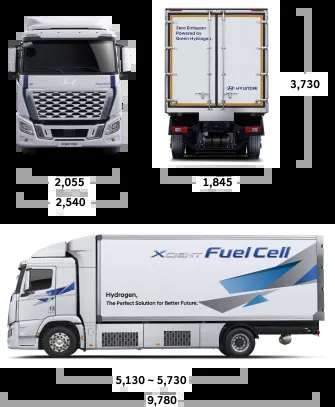 Zero Emission
Powered by
Green Hydrogen
HYUNDAI
3,730
2,055
2,540
1,845
XCIENT Fuel Cell
Hydrogen,
The Perfect Solution for Better Future.
5,130 ~ 5,730
9,780